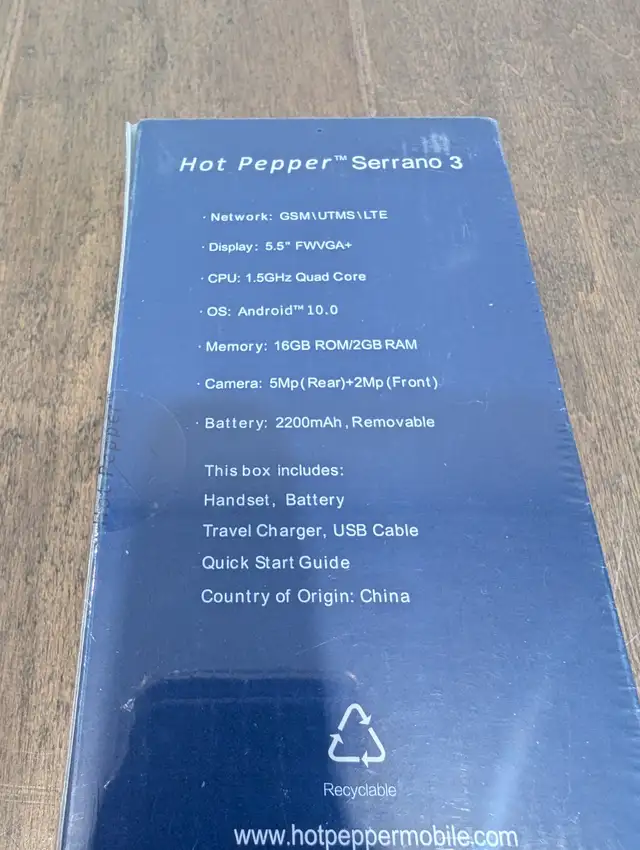 Hot Pepper™ Serrano 3
· Network: GSM\UTMS\LTE
· Display: 5.5" FWVGA+
· CPU: 1.5GHz Quad Core
· OS: Android™ 10.0
· Memory: 16GB ROM/2GB RAM
· Camera: 5Mp(Rear)+2Mp(Front)
· Battery: 2200mAh, Removable
This box includes:
Handset, Battery
Travel Charger, USB Cable
Quick Start Guide
Country of Origin: China
Recyclable
www.hotpeppermobile.com
Hot Pepper™